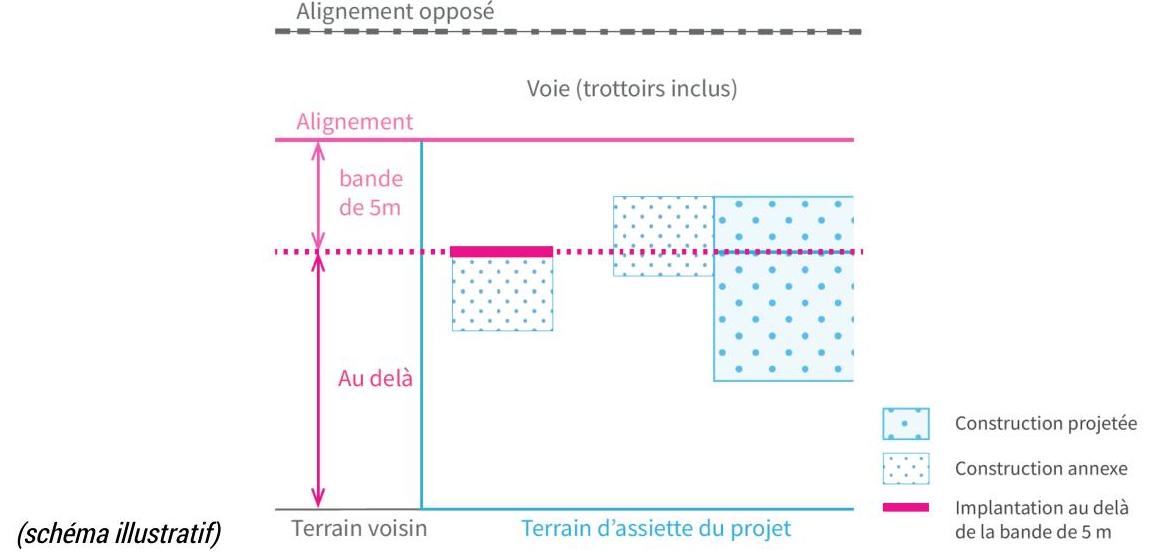 Alignement opposé
Voie (trottoirs inclus)
Alignement
bande
de 5m
Au delà
Construction projetée
Construction annexe
Implantation au delà
de la bande de 5 m
Terrain voisin
Terrain d’assiette du projet
(schéma illustratif)